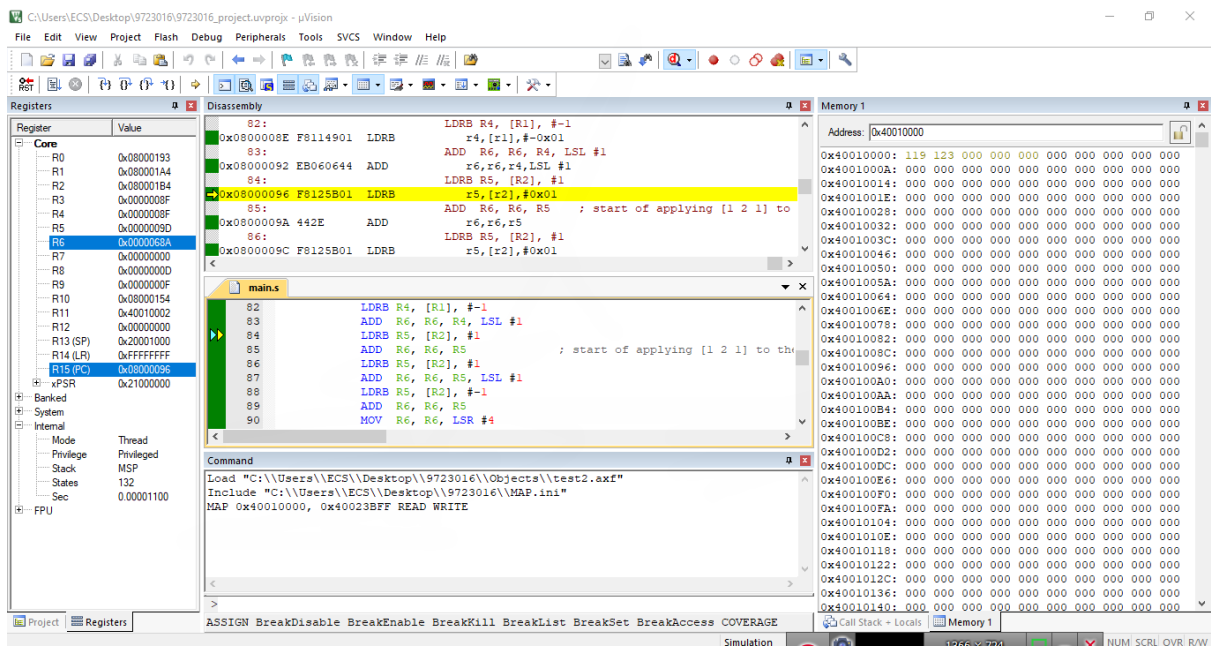 C:\Users\ECS\Desktop\9723016\9723016_project.uvprojx - µVision
File Edit View Project Flash Debug Peripherals Tools SVCS Window Help
Registers
Register Value
Core
R0 0x08000193
R1 0x080001A4
R2 0x080001B4
R3 0x0000008F
R4 0x0000008F
R5 0x0000009D
R6 0x0000068A
R7 0x00000000
R8 0x0000000D
R9 0x0000000F
R10 0x08000154
R11 0x40010002
R12 0x00000000
R13 (SP) 0x20001000
R14 (LR) 0xFFFFFFFF
R15 (PC) 0x08000096
xPSR 0x21000000
Banked
System
Internal
Mode Thread
Privilege Privileged
Stack MSP
States 132
Sec 0.00001100
FPU
Project Registers
Disassembly
82: LDRB R4, [R1], #-1
0x0800008E F8114901 LDRB r4,[r1],#-0x01
83: ADD R6, R6, R4, LSL #1
0x08000092 EB060644 ADD r6,r6,r4,LSL #1
84: LDRB R5, [R2], #1
0x08000096 F8125B01 LDRB r5,[r2],#0x01
85: ADD R6, R6, R5 ; start of applying [1 2 1] to
0x0800009A 442E ADD r6,r6,r5
86: LDRB R5, [R2], #1
0x0800009C F8125B01 LDRB r5,[r2],#0x01
main.s
82 LDRB R4, [R1], #-1
83 ADD R6, R6, R4, LSL #1
84 LDRB R5, [R2], #1
85 ADD R6, R6, R5 ; start of applying [1 2 1] to the
86 LDRB R5, [R2], #1
87 ADD R6, R6, R5, LSL #1
88 LDRB R5, [R2], #-1
89 ADD R6, R6, R5
90 MOV R6, R6, LSR #4
Command
Load "C:\\Users\\ECS\\Desktop\\9723016\\Objects\\test2.axf"
Include "C:\\Users\\ECS\\Desktop\\9723016\\MAP.ini"
MAP 0x40010000, 0x40023BFF READ WRITE
>
ASSIGN BreakDisable BreakEnable BreakKill BreakList BreakSet BreakAccess COVERAGE
Memory 1
Address: 0x40010000
0x40010000: 119 123 000 000 000 000 000 000 000 000
0x4001000A: 000 000 000 000 000 000 000 000 000 000
0x40010014: 000 000 000 000 000 000 000 000 000 000
0x4001001E: 000 000 000 000 000 000 000 000 000 000
0x40010028: 000 000 000 000 000 000 000 000 000 000
0x40010032: 000 000 000 000 000 000 000 000 000 000
0x4001003C: 000 000 000 000 000 000 000 000 000 000
0x40010046: 000 000 000 000 000 000 000 000 000 000
0x40010050: 000 000 000 000 000 000 000 000 000 000
0x4001005A: 000 000 000 000 000 000 000 000 000 000
0x40010064: 000 000 000 000 000 000 000 000 000 000
0x4001006E: 000 000 000 000 000 000 000 000 000 000
0x40010078: 000 000 000 000 000 000 000 000 000 000
0x40010082: 000 000 000 000 000 000 000 000 000 000
0x4001008C: 000 000 000 000 000 000 000 000 000 000
0x40010096: 000 000 000 000 000 000 000 000 000 000
0x400100A0: 000 000 000 000 000 000 000 000 000 000
0x400100AA: 000 000 000 000 000 000 000 000 000 000
0x400100B4: 000 000 000 000 000 000 000 000 000 000
0x400100BE: 000 000 000 000 000 000 000 000 000 000
0x400100C8: 000 000 000 000 000 000 000 000 000 000
0x400100D2: 000 000 000 000 000 000 000 000 000 000
0x400100DC: 000 000 000 000 000 000 000 000 000 000
0x400100E6: 000 000 000 000 000 000 000 000 000 000
0x400100F0: 000 000 000 000 000 000 000 000 000 000
0x400100FA: 000 000 000 000 000 000 000 000 000 000
0x40010104: 000 000 000 000 000 000 000 000 000 000
0x4001010E: 000 000 000 000 000 000 000 000 000 000
0x40010118: 000 000 000 000 000 000 000 000 000 000
0x40010122: 000 000 000 000 000 000 000 000 000 000
0x4001012C: 000 000 000 000 000 000 000 000 000 000
0x40010136: 000 000 000 000 000 000 000 000 000 000
0x40010140: 000 000 000 000 000 000 000 000 000 000
Call Stack + Locals Memory 1
Simulation NUM SCRL OVR R/W